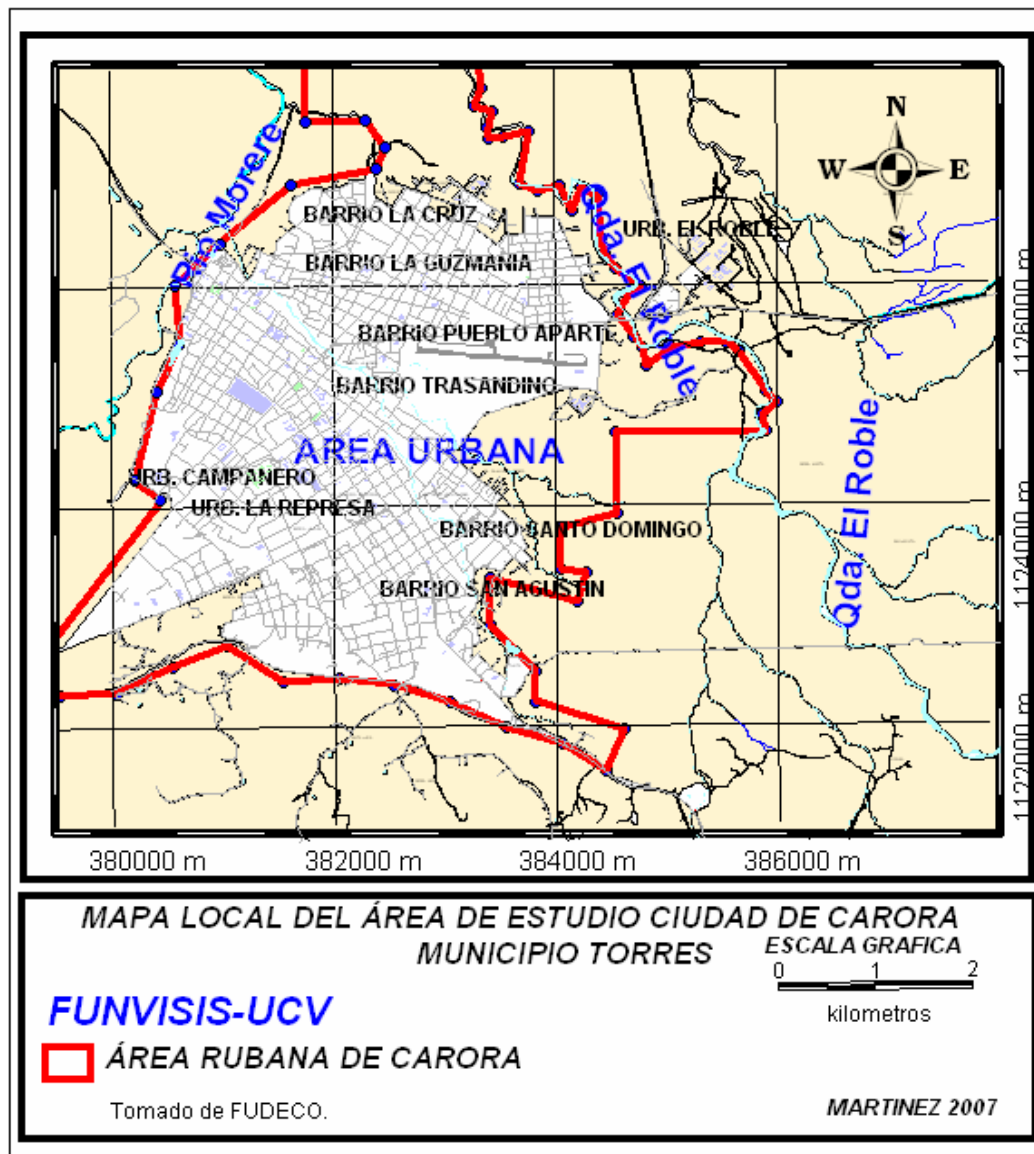 N
W E
S
Río Morere
BARRIO LA CRUZ
Qda. El Roble
URB. El ROBLE
BARRIO LA GUZMANIA
BARRIO PUEBLO APARTE
BARRIO TRASANDINO
AREA URBANA
Qda. El Roble
URB. CAMPANERO
URB. LA REPRESA
BARRIO SANTO DOMINGO
BARRIO SAN AGUSTIN
1126000 m
1124000 m
1122000 m
380000 m 382000 m 384000 m 386000 m
MAPA LOCAL DEL ÁREA DE ESTUDIO CIUDAD DE CARORA
MUNICIPIO TORRES
ESCALA GRAFICA
0 1 2
kilometros
FUNVISIS-UCV
ÁREA RUBANA DE CARORA
Tomado de FUDECO.
MARTINEZ 2007